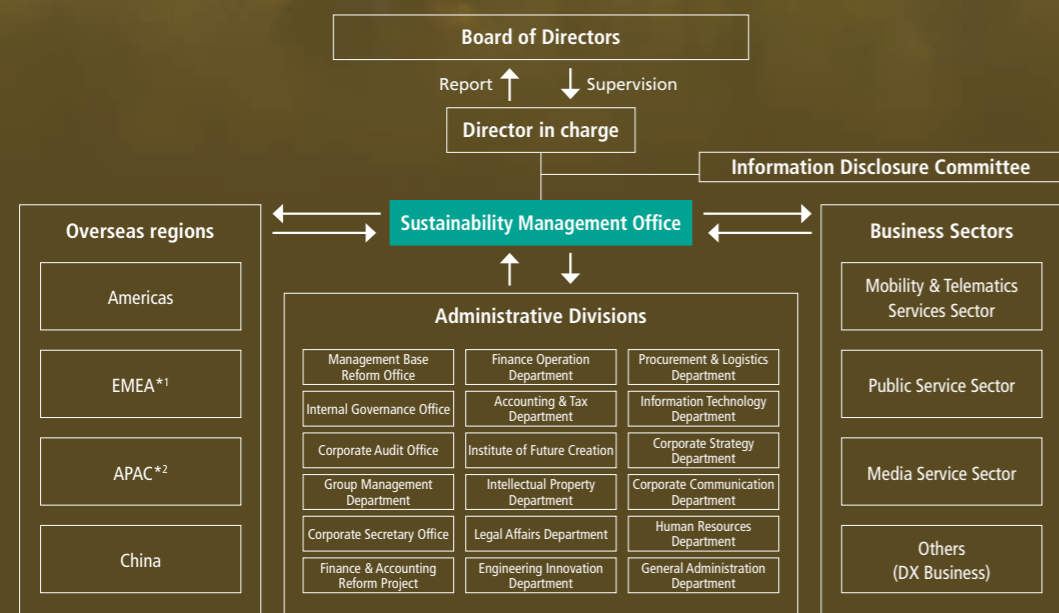 Board of Directors
Report
Supervision
Director in charge
Information Disclosure Committee
Sustainability Management Office
Overseas regions
Americas
EMEA*1
APAC*2
China
Administrative Divisions
Management Base
Reform Office
Finance Operation
Department
Procurement & Logistics
Department
Internal Governance Office
Accounting & Tax
Department
Information Technology
Department
Corporate Audit Office
Institute of Future Creation
Corporate Strategy
Department
Group Management
Department
Intellectual Property
Department
Corporate Communication
Department
Corporate Secretary Office
Legal Affairs Department
Human Resources
Department
Finance & Accounting
Reform Project
Engineering Innovation
Department
General Administration
Department
Business Sectors
Mobility & Telematics
Services Sector
Public Service Sector
Media Service Sector
Others
(DX Business)